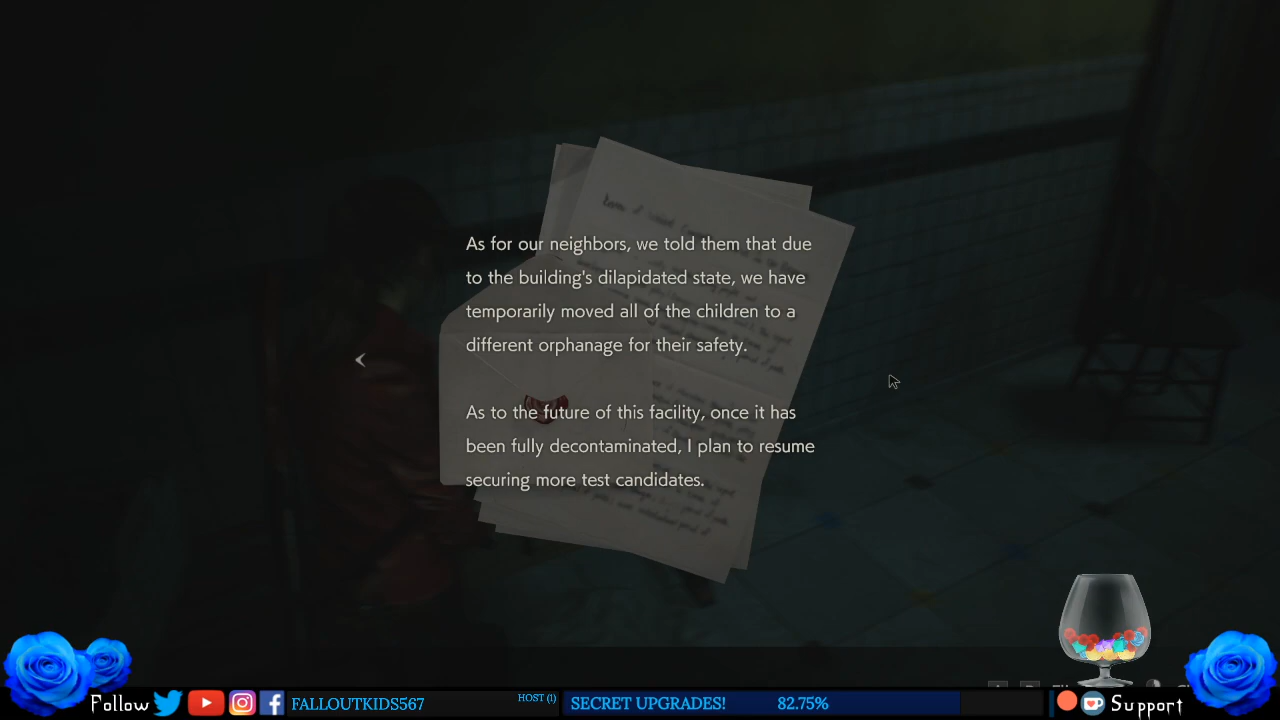 As for our neighbors, we told them that due
to the building's dilapidated state, we have
temporarily moved all of the children to a
different orphanage for their safety.
As to the future of this facility, once it has
been fully decontaminated, I plan to resume
securing more test candidates.
Follow
FALLOUTKIDS567
HOST (1)
SECRET UPGRADES!
82.75%
Support